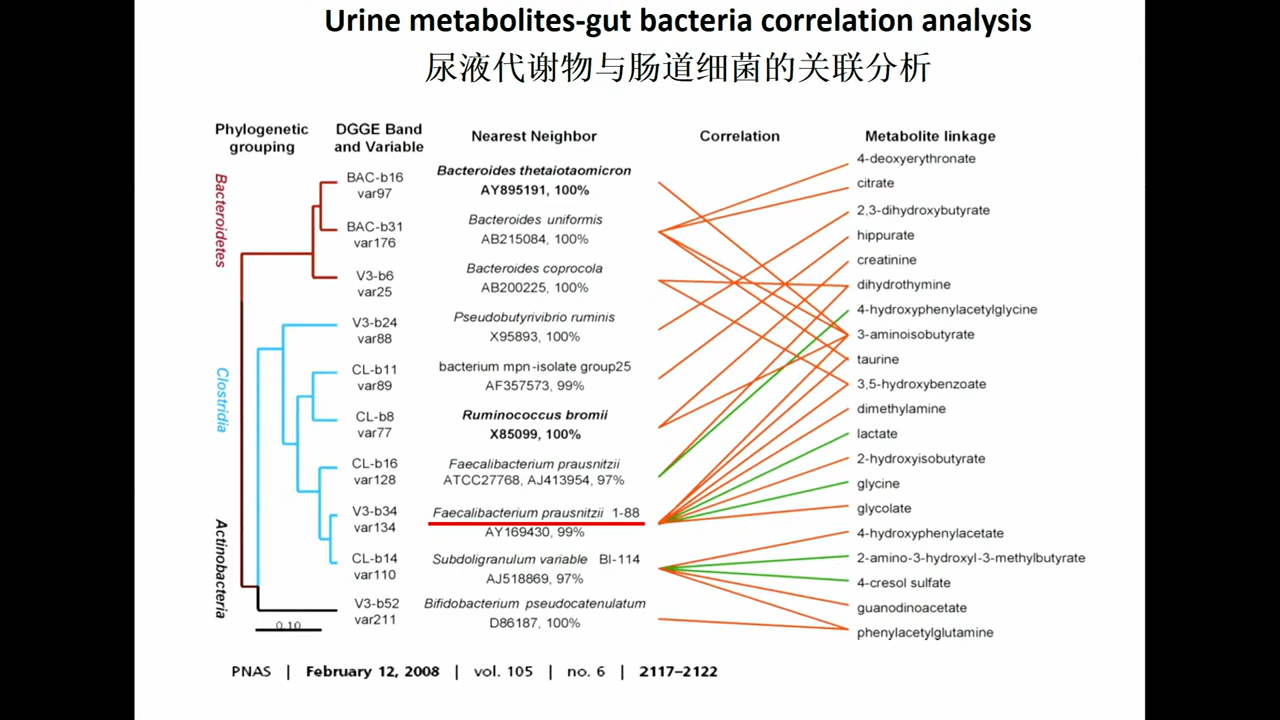 Urine metabolites-gut bacteria correlation analysis
尿液代谢物与肠道细菌的关联分析
Phylogenetic
grouping
DGGE Band
and Variable
Nearest Neighbor
Correlation
Metabolite linkage
Bacteroidetes
Clostridia
Actinobacteria
BAC-b16
var97
BAC-b31
var176
V3-b6
var25
V3-b24
var88
CL-b11
var89
CL-b8
var77
CL-b16
var128
V3-b34
var134
CL-b14
var110
V3-b52
var211
0.10
Bacteroides thetaiotaomicron
AY895191, 100%
Bacteroides uniformis
AB215084, 100%
Bacteroides coprocola
AB200225, 100%
Pseudobutyrivibrio ruminis
X95893, 100%
bacterium mpn-isolate group25
AF357573, 99%
Ruminococcus bromii
X85099, 100%
Faecalibacterium prausnitzii
ATCC27768, AJ413954, 97%
Faecalibacterium prausnitzii 1-88
AY169430, 99%
Subdoligranulum variable BI-114
AJ518869, 97%
Bifidobacterium pseudocatenulatum
D86187, 100%
4-deoxyerythronate
citrate
2,3-dihydroxybutyrate
hippurate
creatinine
dihydrothymine
4-hydroxyphenylacetylglycine
3-aminoisobutyrate
taurine
3,5-hydroxybenzoate
dimethylamine
lactate
2-hydroxyisobutyrate
glycine
glycolate
4-hydroxyphenylacetate
2-amino-3-hydroxyl-3-methylbutyrate
4-cresol sulfate
guanodinoacetate
phenylacetylglutamine
PNAS | February 12, 2008 | vol. 105 | no. 6 | 2117–2122